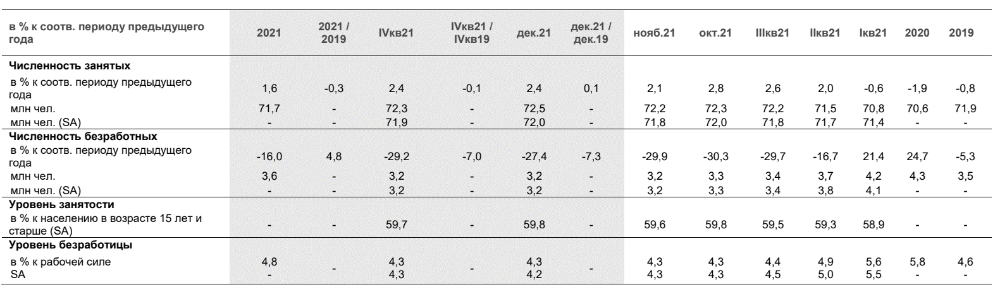 в % к соотв. периоду предыдущего года 2021 2021 / 2019 IVкв21 IVкв21 / IVкв19 дек.21 дек.21 / дек.19 нояб.21 окт.21 IIIкв21 IIкв21 Iкв21 2020 2019
Численность занятых
в % к соотв. периоду предыдущего года 1,6 -0,3 2,4 -0,1 2,4 0,1 2,1 2,8 2,6 2,0 -0,6 -1,9 -0,8
млн чел. 71,7 - 72,3 - 72,5 - 72,2 72,3 72,2 71,5 70,8 70,6 71,9
млн чел. (SA) - - 71,9 - 72,0 - 71,8 72,0 71,8 71,7 71,4 - -
Численность безработных
в % к соотв. периоду предыдущего года -16,0 4,8 -29,2 -7,0 -27,4 -7,3 -29,9 -30,3 -29,7 -16,7 21,4 24,7 -5,3
млн чел. 3,6 - 3,2 - 3,2 - 3,2 3,3 3,4 3,7 4,2 4,3 3,5
млн чел. (SA) - - 3,2 - 3,2 - 3,2 3,3 3,4 3,8 4,1 - -
Уровень занятости
в % к населению в возрасте 15 лет и старше (SA) - - 59,7 - 59,8 - 59,6 59,8 59,5 59,3 58,9 - -
Уровень безработицы
в % к рабочей силе 4,8 - 4,3 - 4,3 - 4,3 4,3 4,4 4,9 5,6 5,8 4,6
SA - 4,3 4,2 4,3 4,3 4,5 5,0 5,5 - -